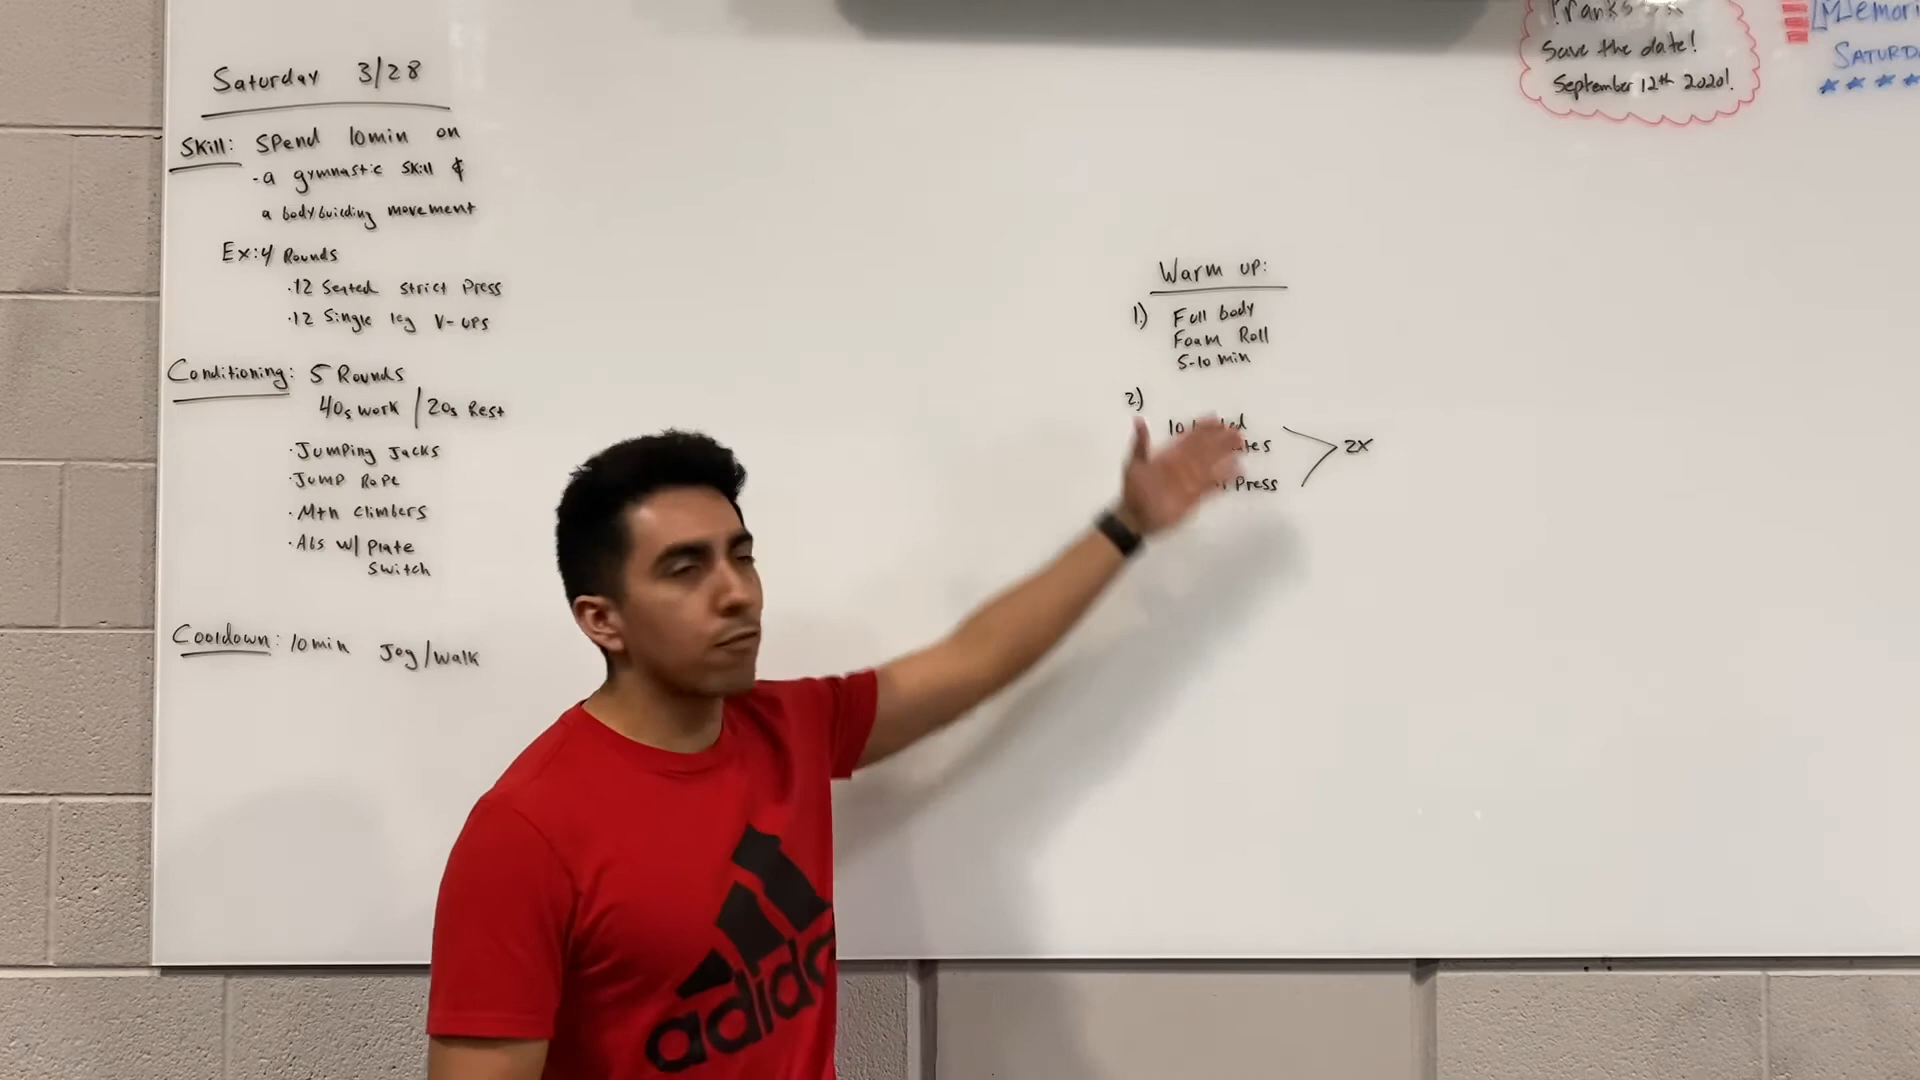 Saturday 3/28
Skill: Spend 10min on
-a gymnastic skill &
a bodybuilding movement
Ex: 4 Rounds
·12 Seated strict Press
·12 Single leg V-ups
Conditioning: 5 Rounds
40s work / 20s Rest
·Jumping Jacks
·Jump Rope
·Mtn Climbers
·Abs w/ Plate
Switch
Cooldown: 10min Jog/walk
Warm up:
1.) Full body
Foam Roll
5-10 min
2.)
10
Press
2x
Save the date!
September 12th 2020!
adidas